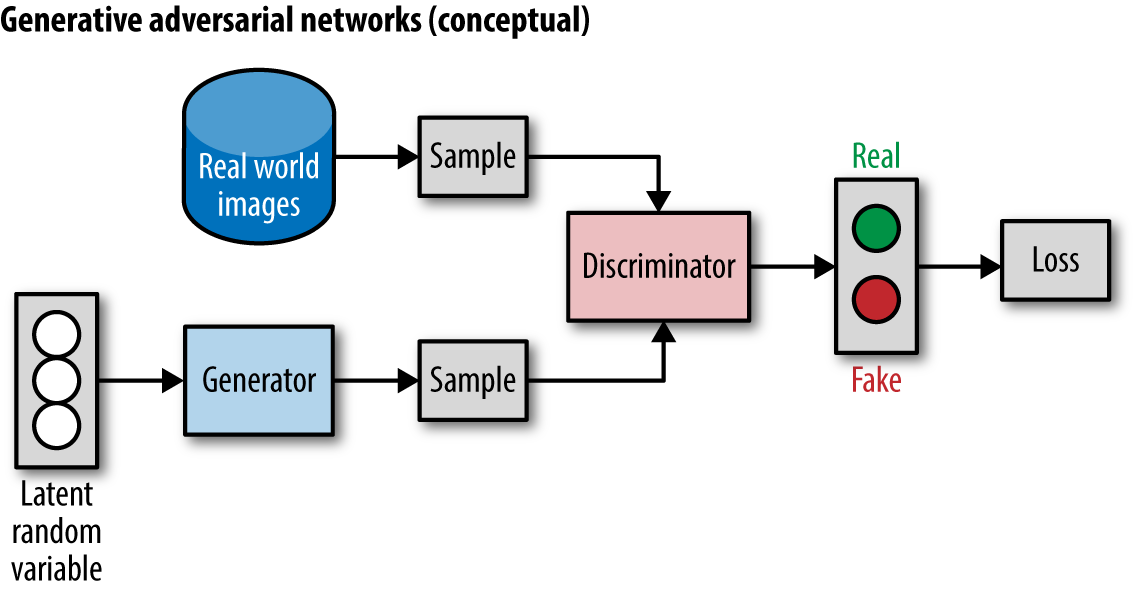 Generative adversarial networks (conceptual)
Real world
images
Sample
Real
Discriminator
Loss
Generator
Sample
Fake
Latent
random
variable